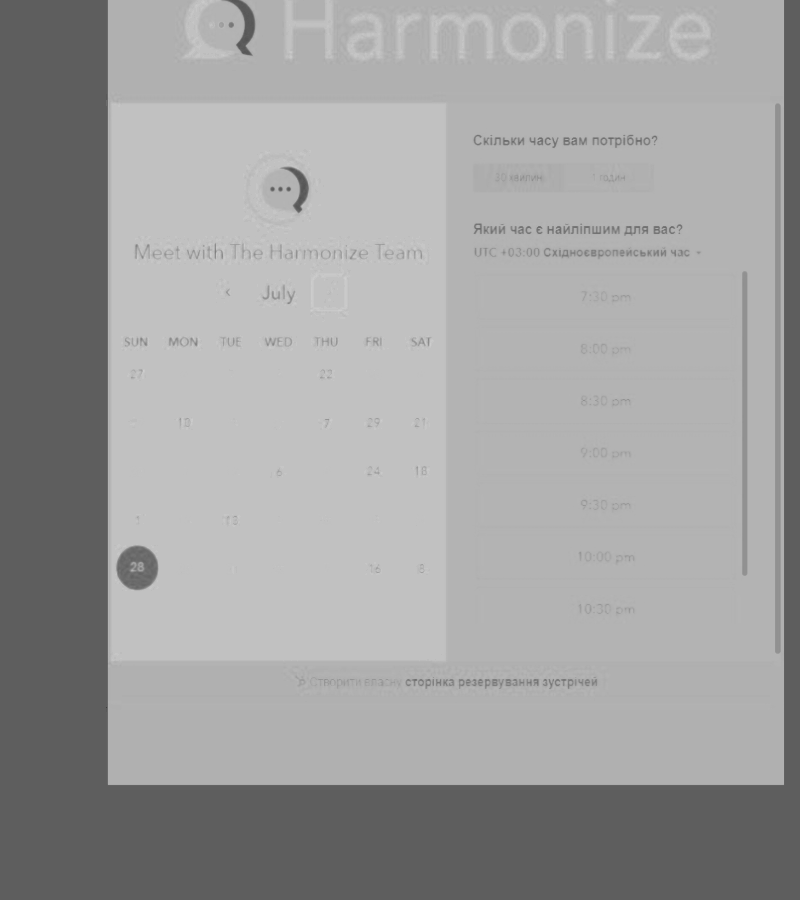 Harmonize
Meet with The Harmonize Team
‹ July
SUN MON TUE WED THU FRI SAT
27 22
13 7 29 21
6 24 18
1 13
28 16 8
Скільки часу вам потрібно?
30 хвилин 1 годин
Який час є найліпшим для вас?
UTC +03:00 Східноєвропейський час
7:30 pm
8:00 pm
8:30 pm
9:00 pm
9:30 pm
10:00 pm
10:30 pm
Створити власну сторінка резервування зустрічей